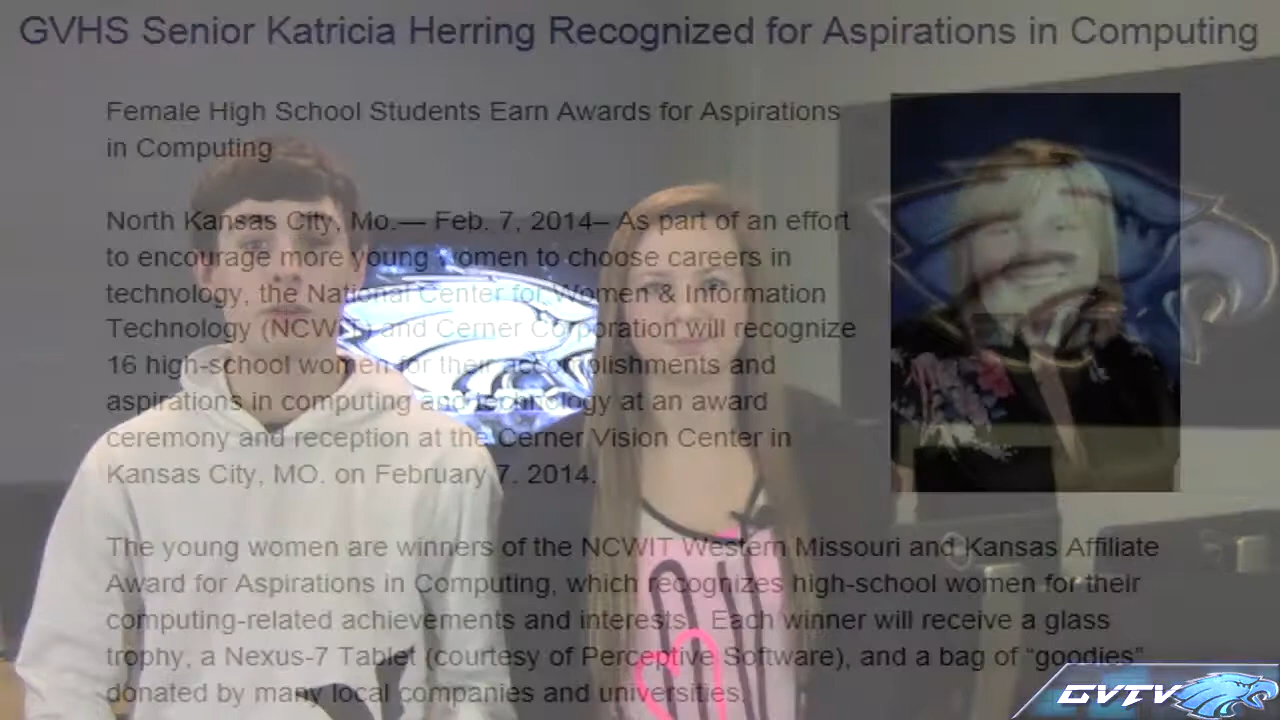 GVHS Senior Katricia Herring Recognized for Aspirations in Computing
Female High School Students Earn Awards for Aspirations
in Computing
North Kansas City, Mo.— Feb. 7, 2014– As part of an effort
to encourage more young women to choose careers in
technology, the National Center for Women & Information
Technology (NCWIT) and Cerner Corporation will recognize
16 high-school women for their accomplishments and
aspirations in computing and technology at an award
ceremony and reception at the Cerner Vision Center in
Kansas City, MO. on February 7. 2014.
The young women are winners of the NCWIT Western Missouri and Kansas Affiliate
Award for Aspirations in Computing, which recognizes high-school women for their
computing-related achievements and interests. Each winner will receive a glass
trophy, a Nexus-7 Tablet (courtesy of Perceptive Software), and a bag of “goodies”
donated by many local companies and universities.
GVTV